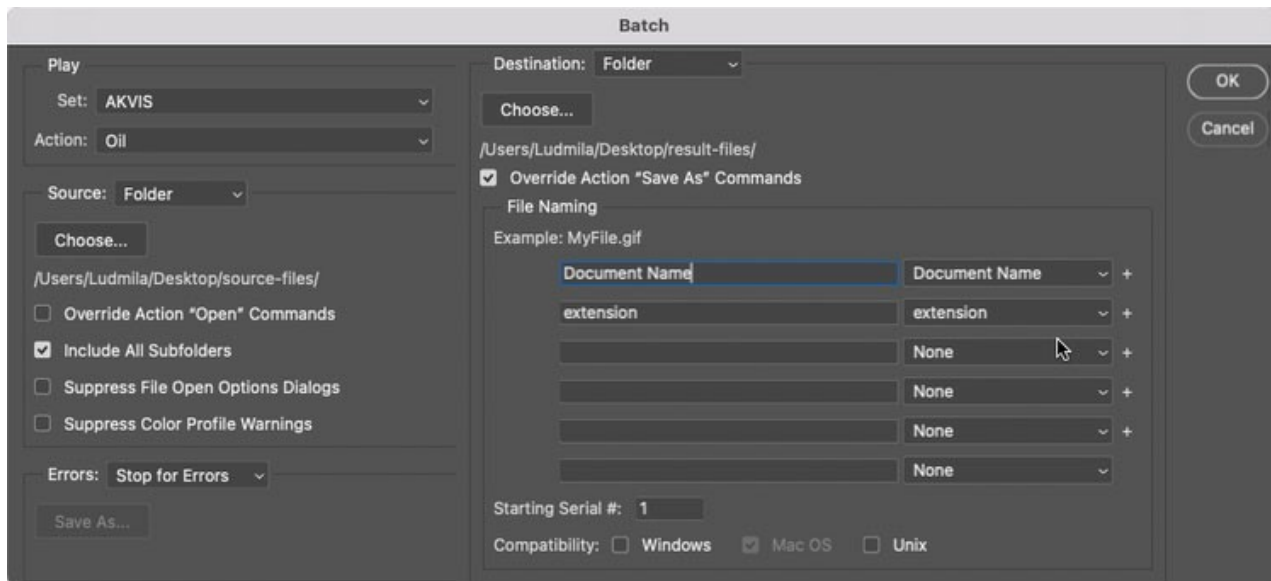 Batch
Play
Set: AKVIS
Action: Oil
Source: Folder
Choose...
/Users/Ludmila/Desktop/source-files/
Override Action "Open" Commands
Include All Subfolders
Suppress File Open Options Dialogs
Suppress Color Profile Warnings
Errors: Stop for Errors
Save As...
Destination: Folder
Choose...
/Users/Ludmila/Desktop/result-files/
Override Action "Save As" Commands
File Naming
Example: MyFile.gif
Document Name Document Name +
extension extension +
None +
None +
None +
None
Starting Serial #: 1
Compatibility: Windows Mac OS Unix
OK
Cancel